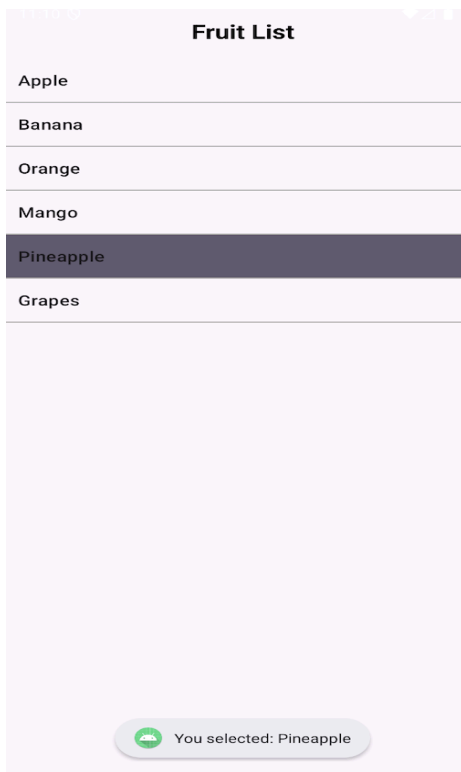 Fruit List
Apple
Banana
Orange
Mango
Pineapple
Grapes
You selected: Pineapple